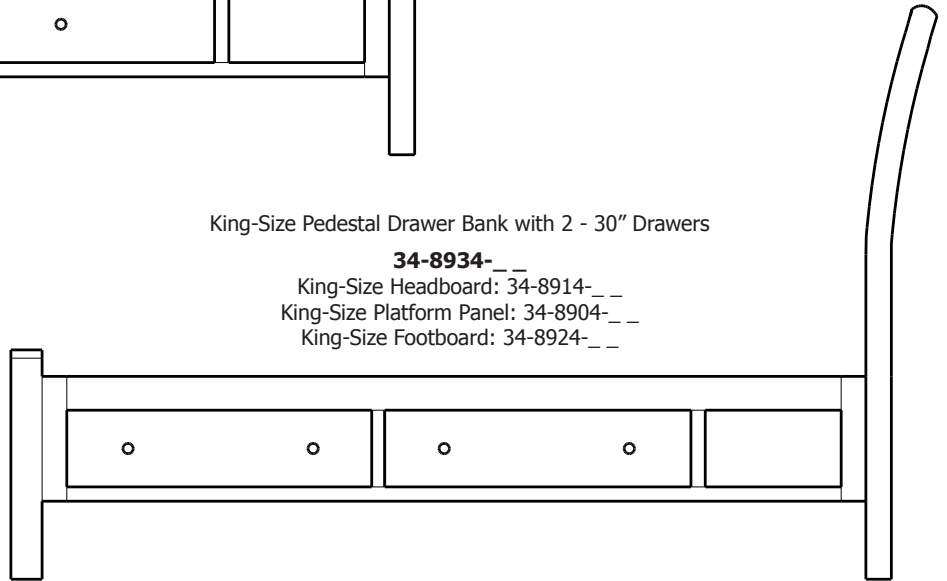 King-Size Pedestal Drawer Bank with 2 - 30” Drawers
34-8934-_ _
King-Size Headboard: 34-8914-_ _
King-Size Platform Panel: 34-8904-_ _
King-Size Footboard: 34-8924-_ _